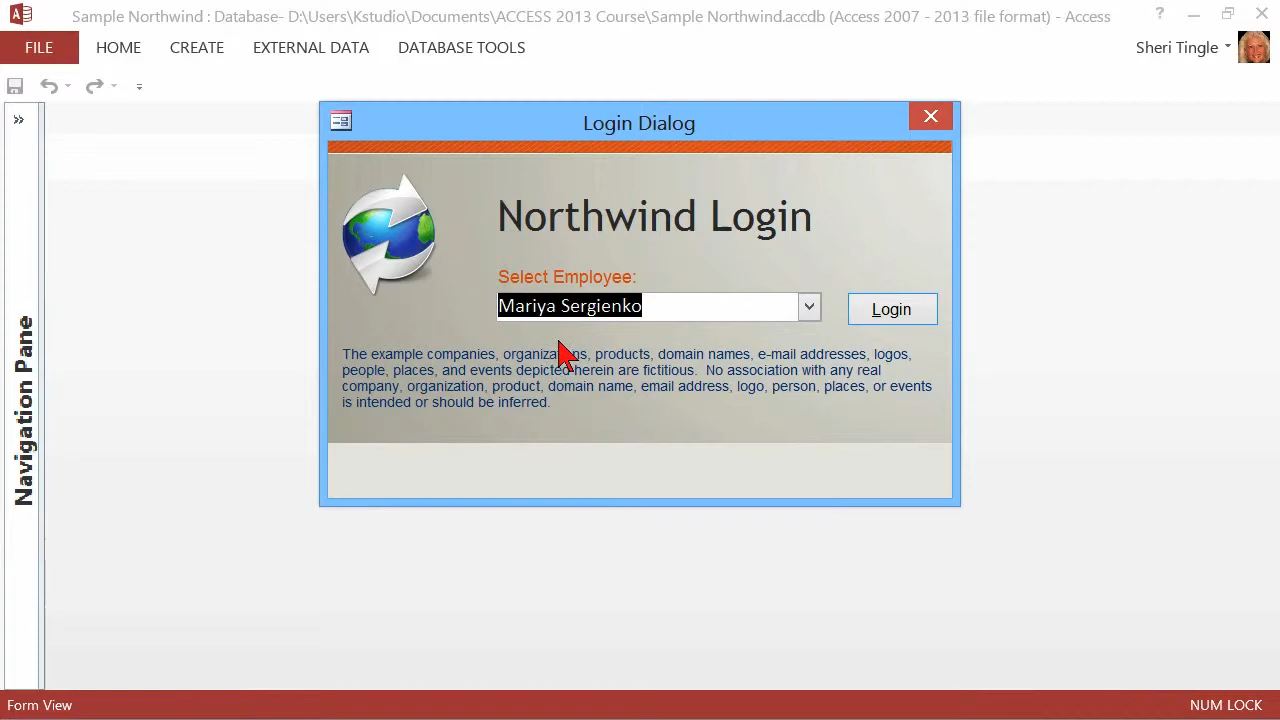 Sample Northwind : Database- D:\Users\Kstudio\Documents\ACCESS 2013 Course\Sample Northwind.accdb (Access 2007 - 2013 file format) - Access
FILE HOME CREATE EXTERNAL DATA DATABASE TOOLS Sheri Tingle
Login Dialog
Northwind Login
Select Employee:
Mariya Sergienko
Login
The example companies, organizations, products, domain names, e-mail addresses, logos,
people, places, and events depicted herein are fictitious. No association with any real
company, organization, product, domain name, email address, logo, person, places, or events
is intended or should be inferred.
Navigation Pane
Form View NUM LOCK